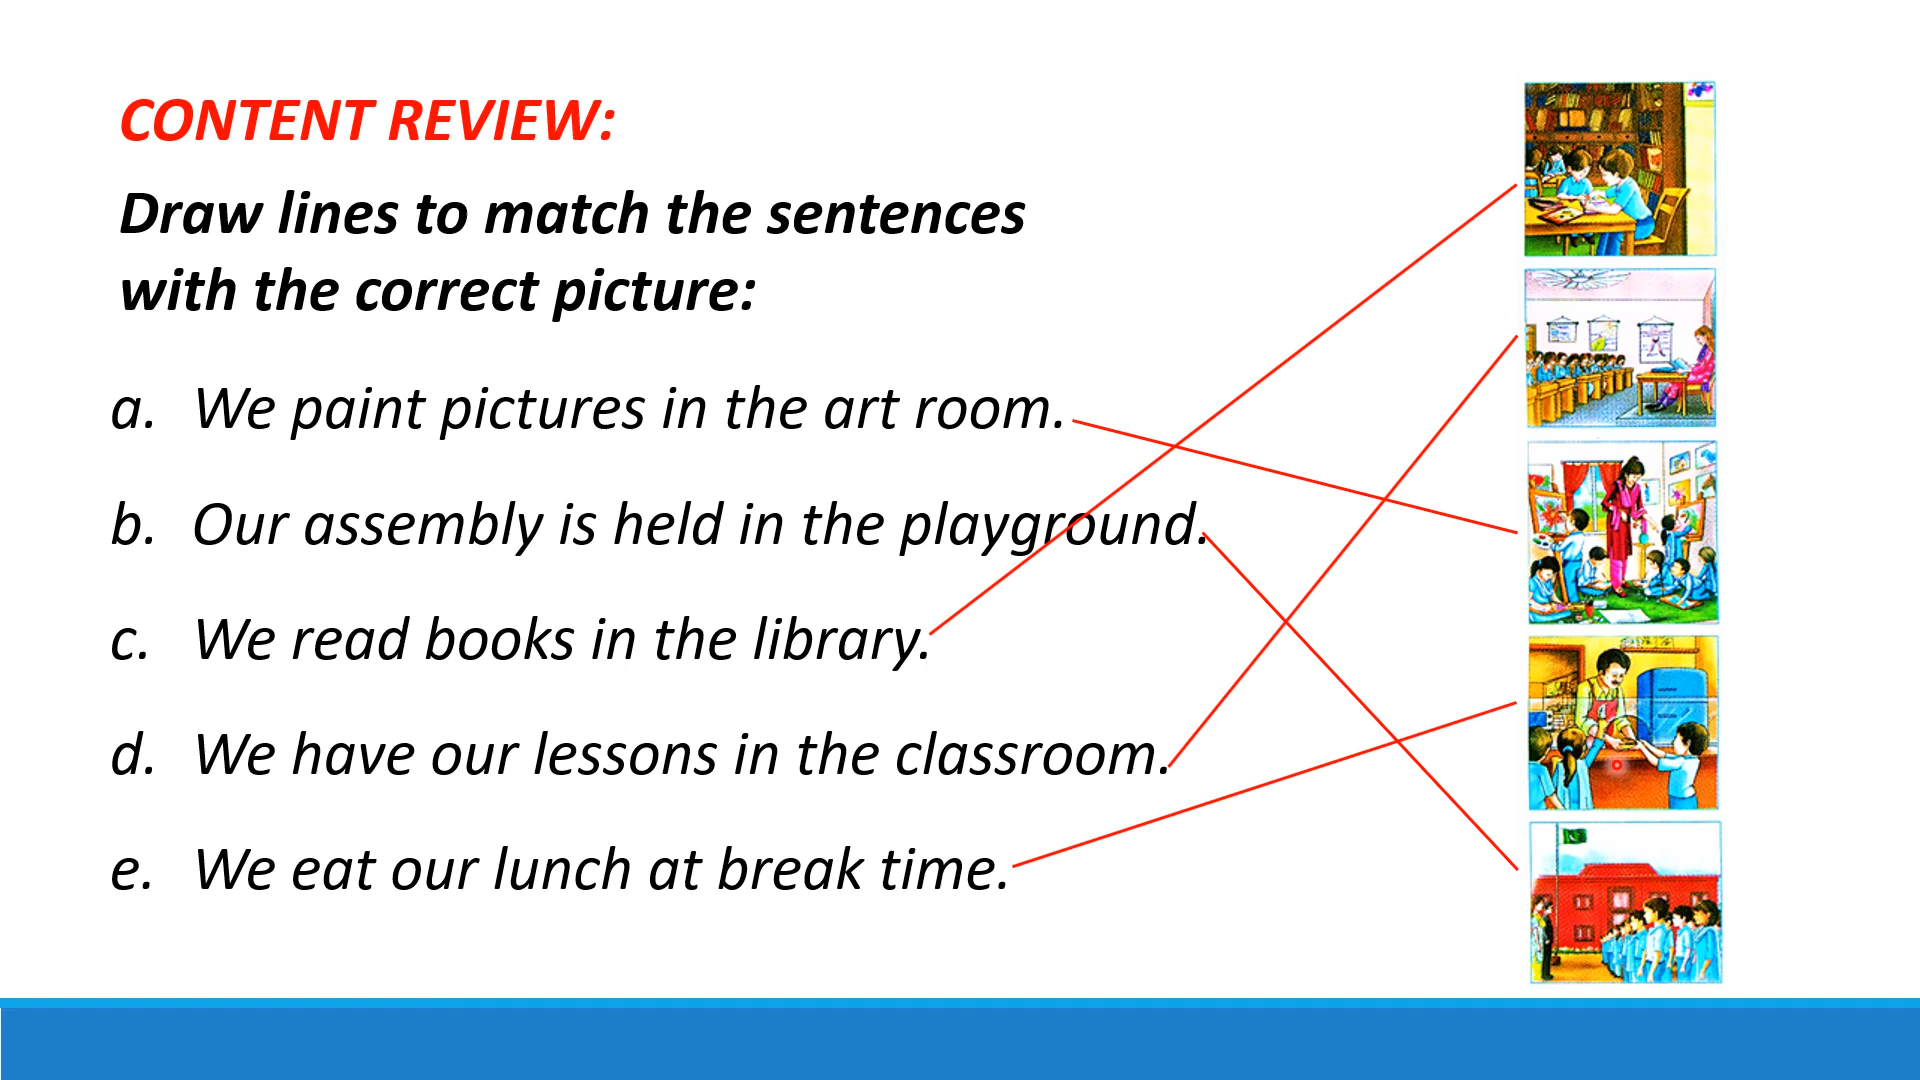 CONTENT REVIEW:
Draw lines to match the sentences
with the correct picture:
a. We paint pictures in the art room.
b. Our assembly is held in the playground.
c. We read books in the library.
d. We have our lessons in the classroom.
e. We eat our lunch at break time.